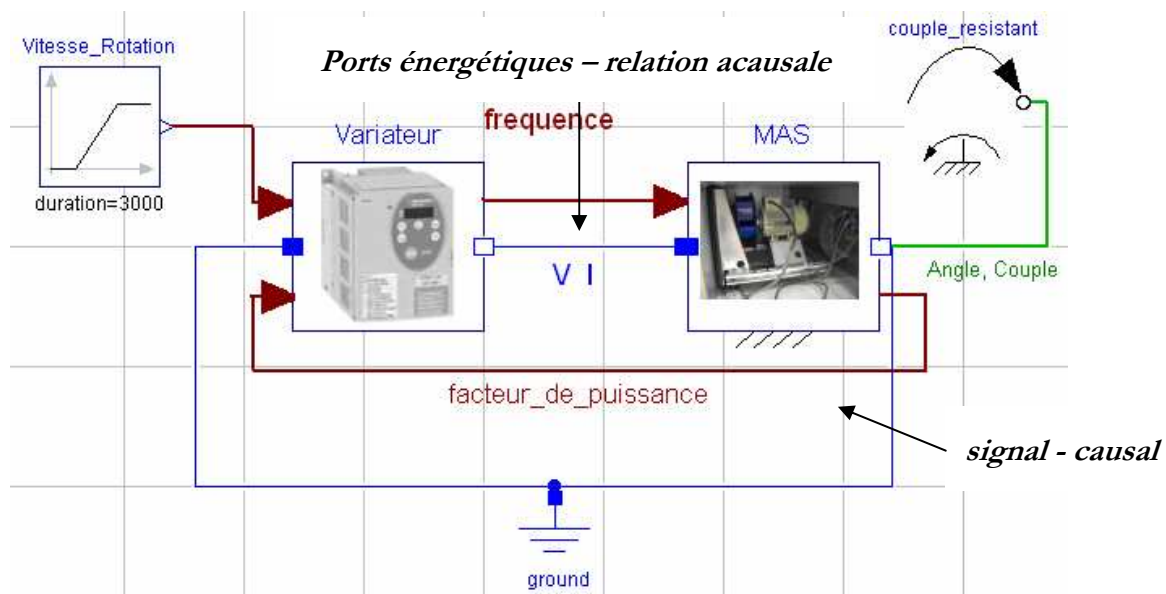 couple_resistant
Vitesse_Rotation
Ports énergétiques – relation acausale
frequence
Variateur
MAS
duration=3000
V I
Angle, Couple
facteur_de_puissance
signal - causal
ground